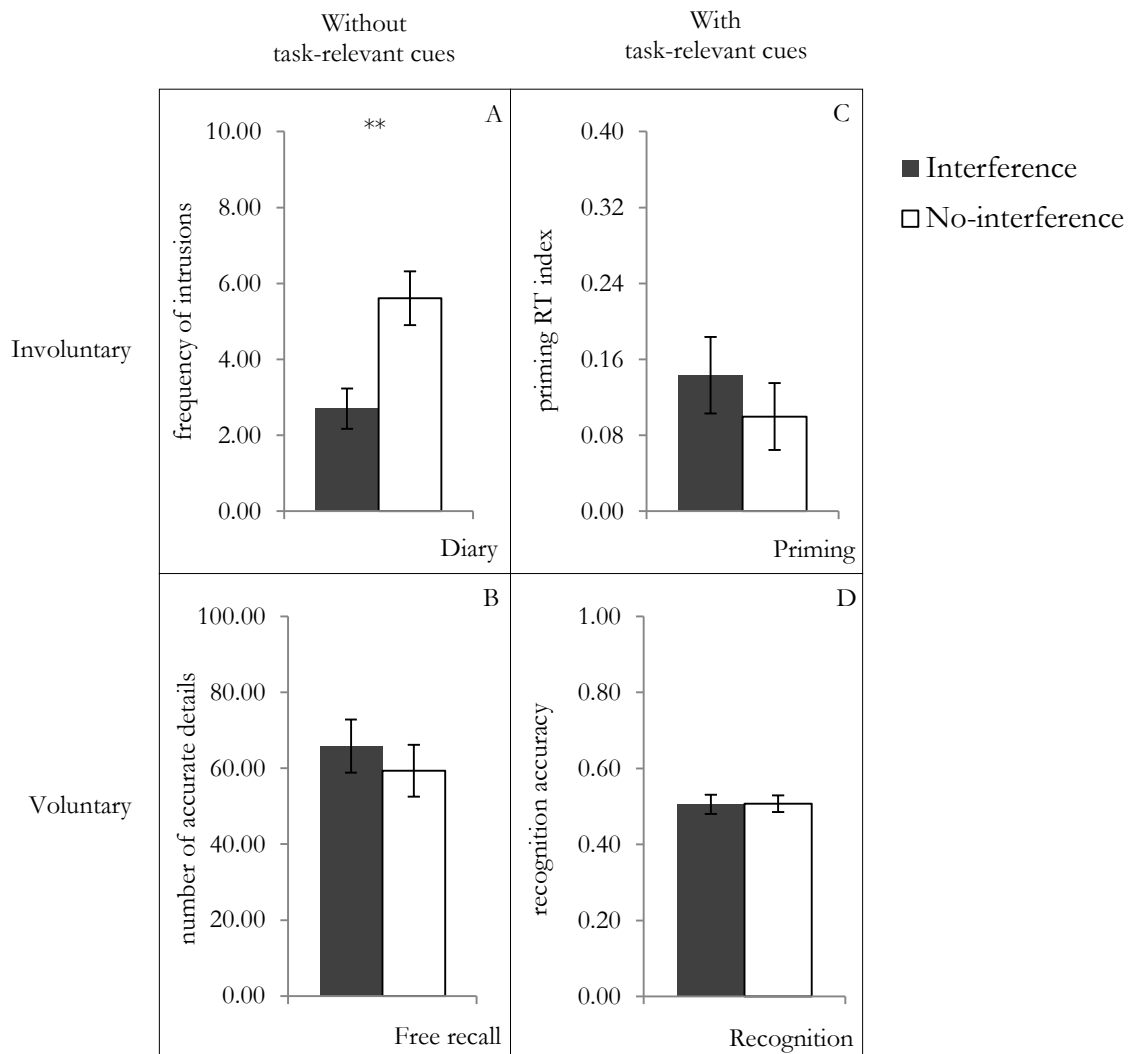 Without
task-relevant cues
With
task-relevant cues
Involuntary
A
**
10.00
8.00
6.00
4.00
2.00
0.00
frequency of intrusions
Diary
C
0.40
0.32
0.24
0.16
0.08
0.00
priming RT index
Priming
Interference
No-interference
Voluntary
B
100.00
80.00
60.00
40.00
20.00
0.00
number of accurate details
Free recall
D
1.00
0.80
0.60
0.40
0.20
0.00
recognition accuracy
Recognition